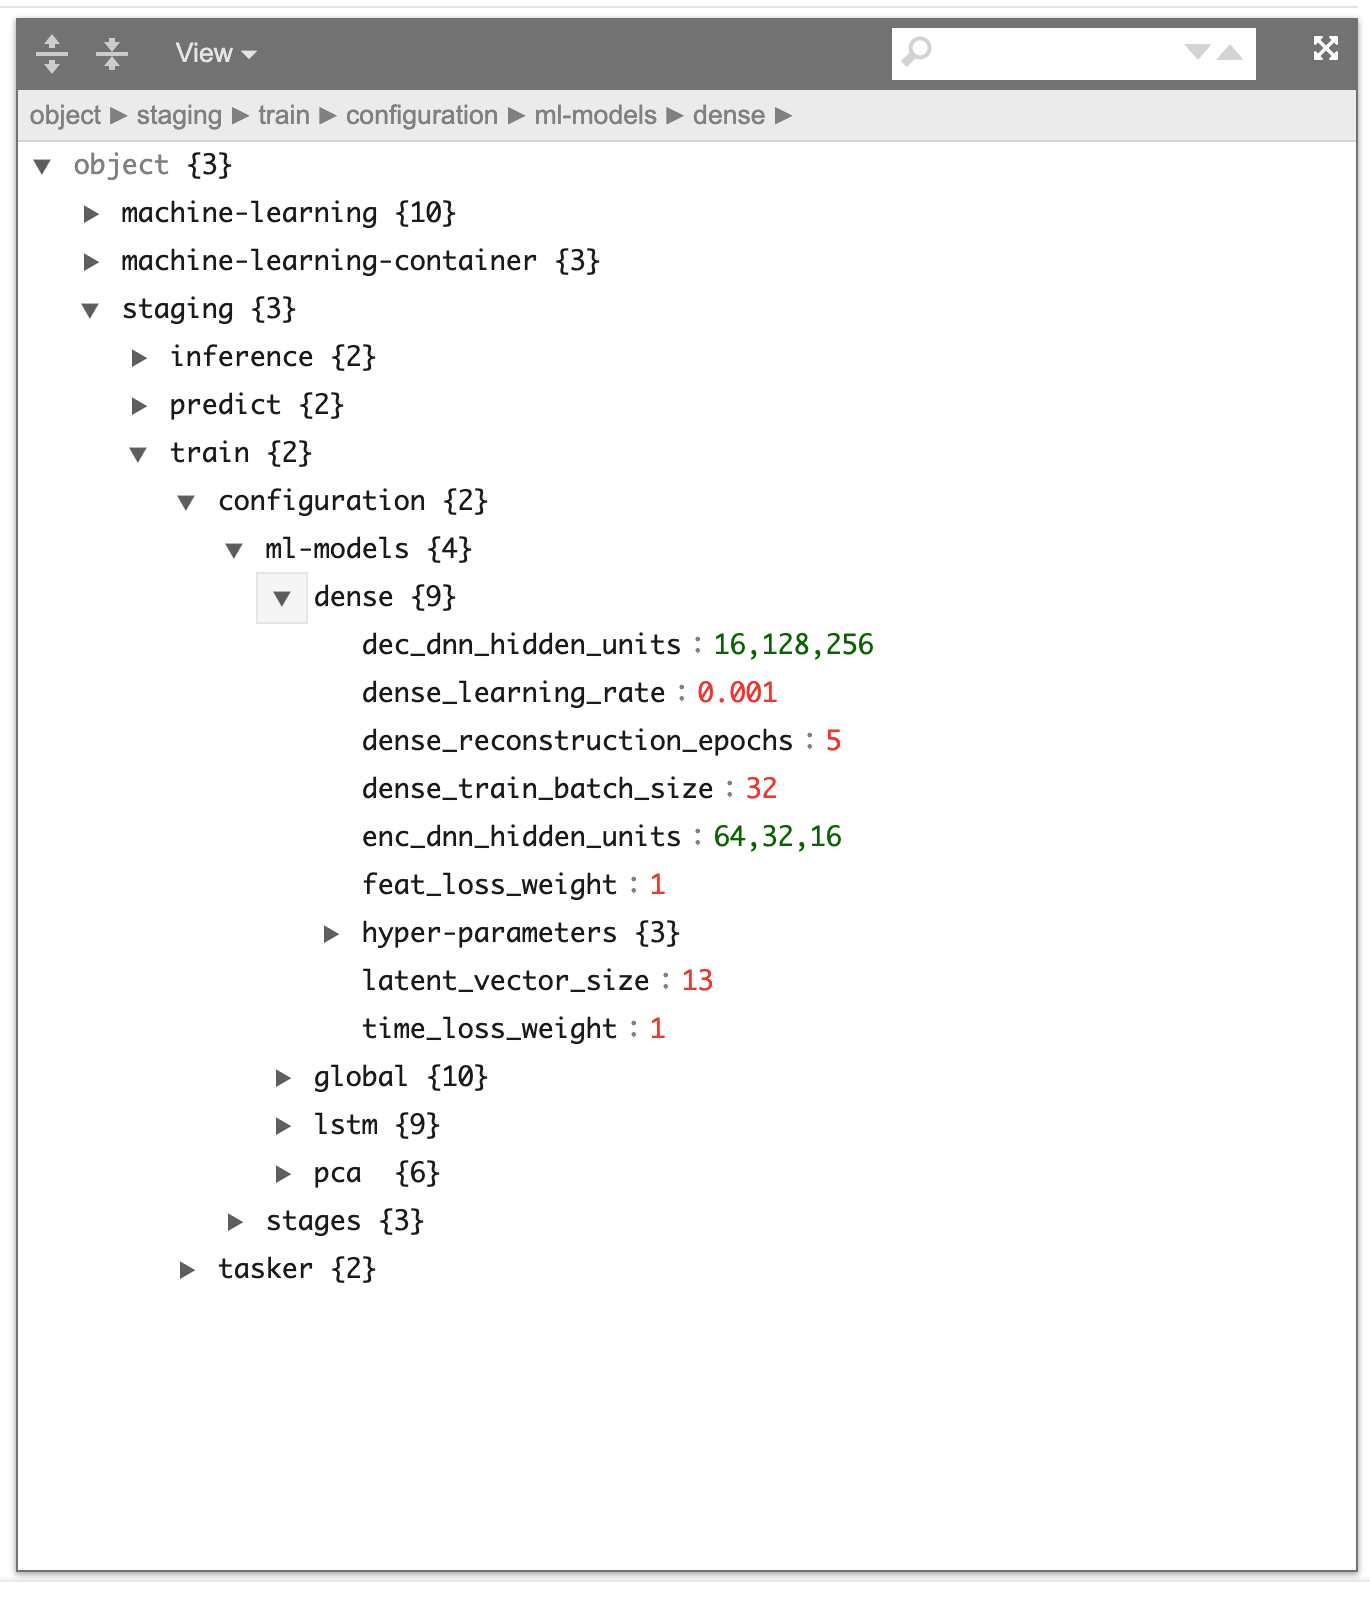 View
object ▶ staging ▶ train ▶ configuration ▶ ml-models ▶ dense ▶
object {3}
machine-learning {10}
machine-learning-container {3}
staging {3}
inference {2}
predict {2}
train {2}
configuration {2}
ml-models {4}
dense {9}
dec_dnn_hidden_units : 16,128,256
dense_learning_rate : 0.001
dense_reconstruction_epochs : 5
dense_train_batch_size : 32
enc_dnn_hidden_units : 64,32,16
feat_loss_weight : 1
hyper-parameters {3}
latent_vector_size : 13
time_loss_weight : 1
global {10}
lstm {9}
pca {6}
stages {3}
tasker {2}